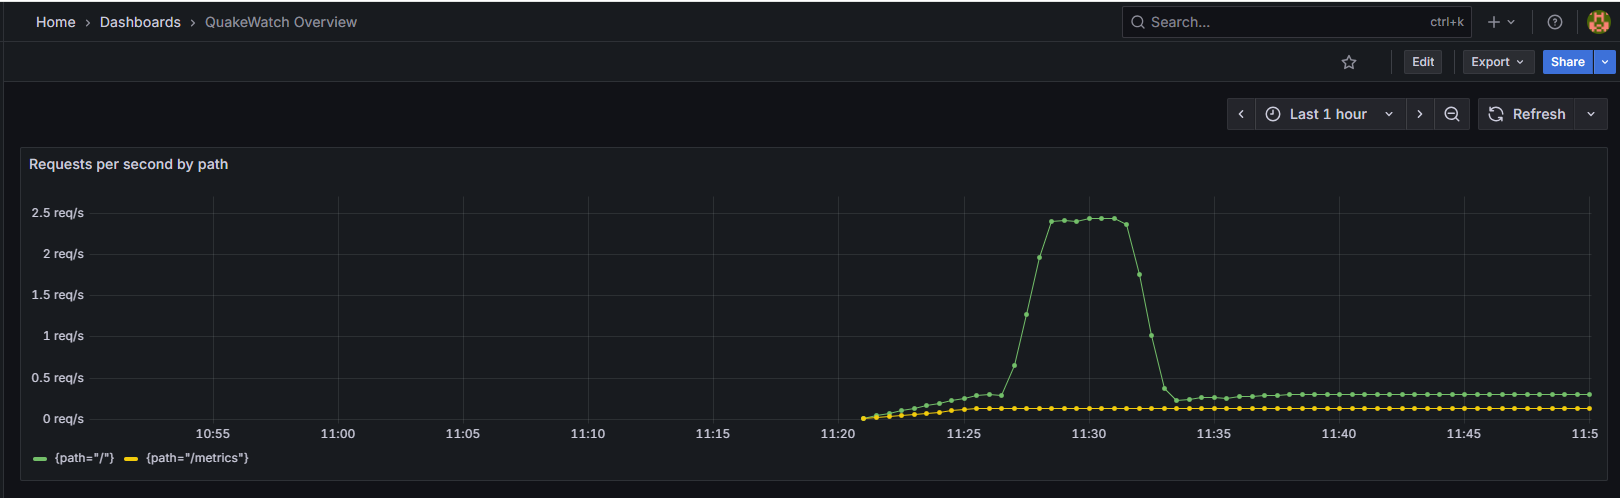 Home › Dashboards › QuakeWatch Overview
Search... ctrl+k
Edit Export Share
Last 1 hour Refresh
Requests per second by path
2.5 req/s
2 req/s
1.5 req/s
1 req/s
0.5 req/s
0 req/s
10:55 11:00 11:05 11:10 11:15 11:20 11:25 11:30 11:35 11:40 11:45 11:5
{path="/"} {path="/metrics"}